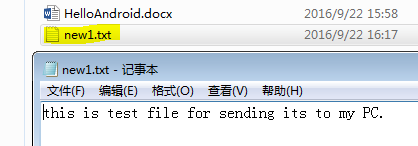 HelloAndroid.docx 2016/9/22 15:58
new1.txt 2016/9/22 16:17
new1.txt - 记事本
文件(F) 编辑(E) 格式(O) 查看(V) 帮助(H)
this is test file for sending its to my PC.